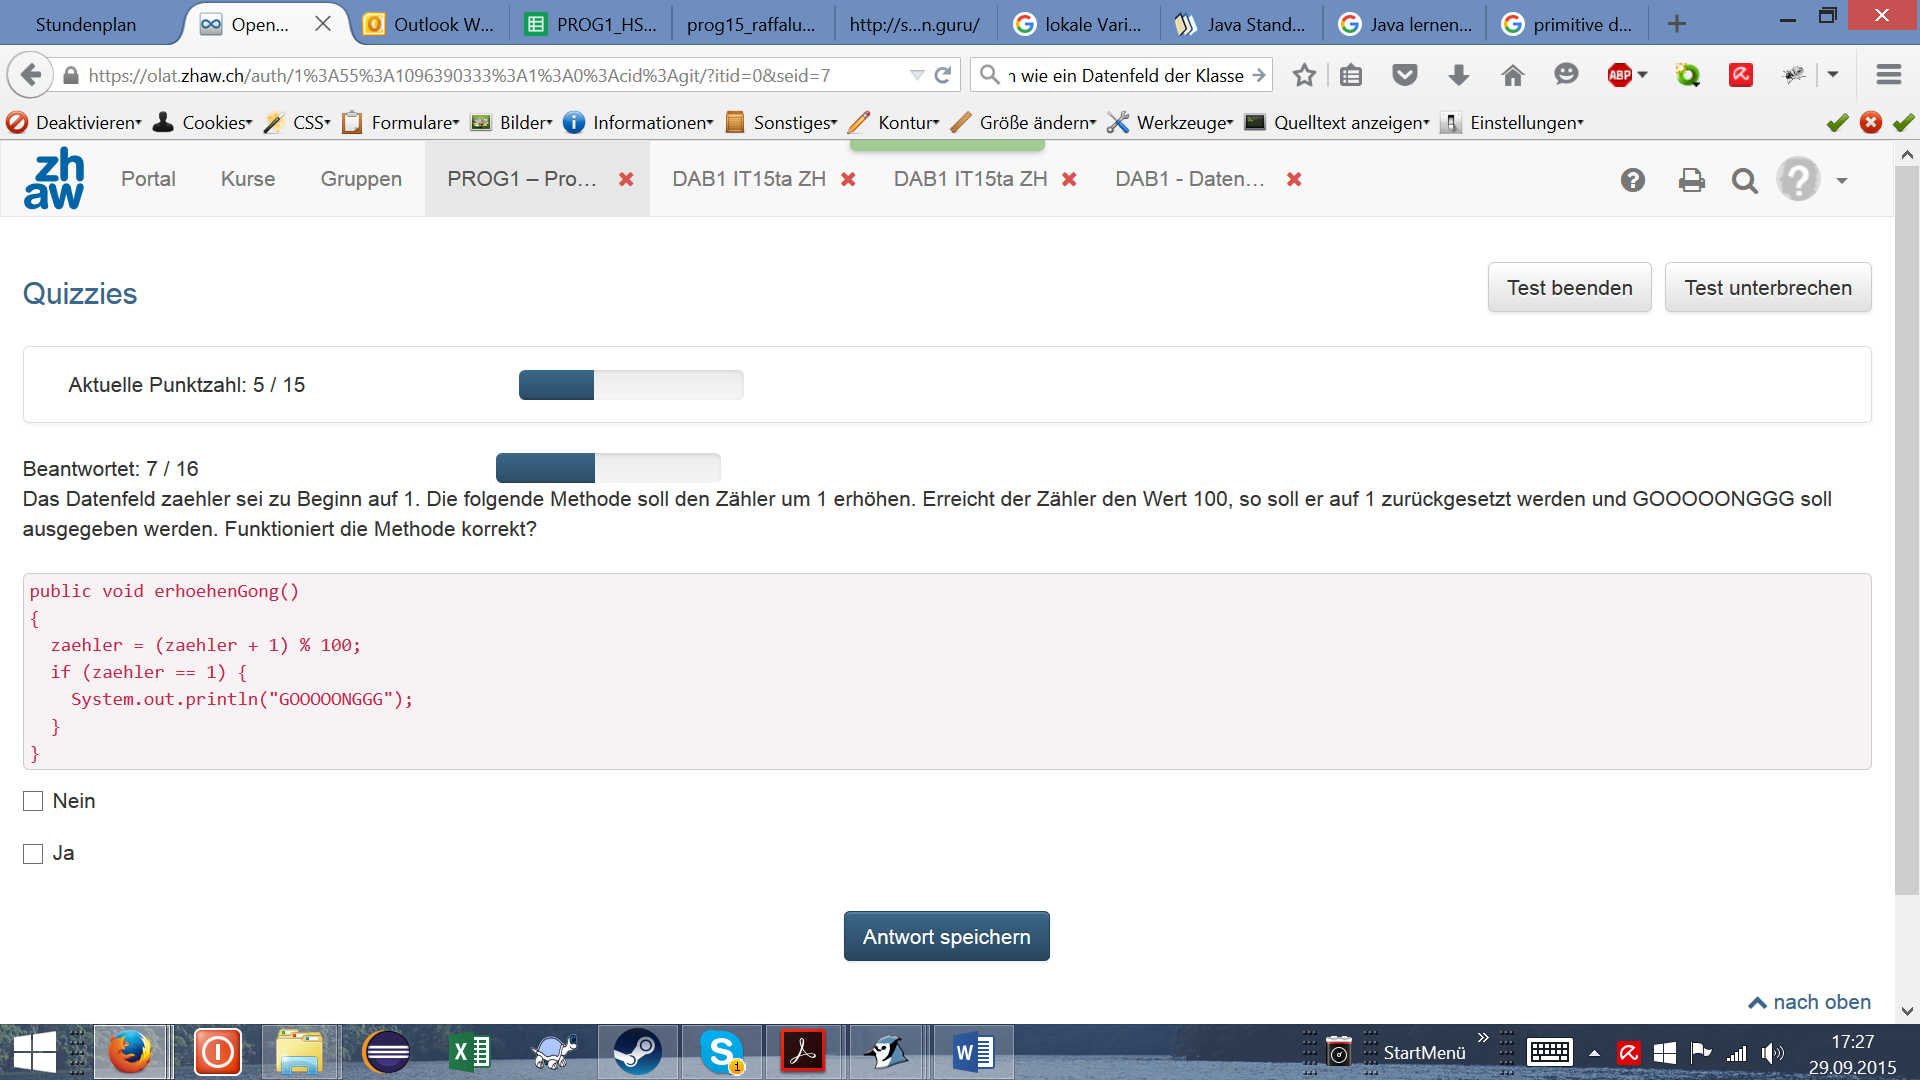 Stundenplan
Open...
Outlook W...
PROG1_HS...
prog15_raffalu...
http://s...n.guru/
lokale Vari...
Java Stand...
Java lernen...
primitive d...
https://olat.zhaw.ch/auth/1%3A55%3A1096390333%3A1%3A0%3Acid%3Agit/?itid=0&seid=7
n wie ein Datenfeld der Klasse
ABP
Deaktivieren
Cookies
CSS
Formulare
Bilder
Informationen
Sonstiges
Kontur
Größe ändern
Werkzeuge
Quelltext anzeigen
Einstellungen
zh
aw
Portal
Kurse
Gruppen
PROG1 – Pro...
DAB1 IT15ta ZH
DAB1 IT15ta ZH
DAB1 - Daten...
Quizzies
Test beenden
Test unterbrechen
Aktuelle Punktzahl: 5 / 15
Beantwortet: 7 / 16
Das Datenfeld zaehler sei zu Beginn auf 1. Die folgende Methode soll den Zähler um 1 erhöhen. Erreicht der Zähler den Wert 100, so soll er auf 1 zurückgesetzt werden und GOOOOONGGG soll
ausgegeben werden. Funktioniert die Methode korrekt?
public void erhoehenGong()
{
  zaehler = (zaehler + 1) % 100;
  if (zaehler == 1) {
    System.out.println("GOOOOONGGG");
  }
}
Nein
Ja
Antwort speichern
nach oben
StartMenü
17:27
29.09.2015